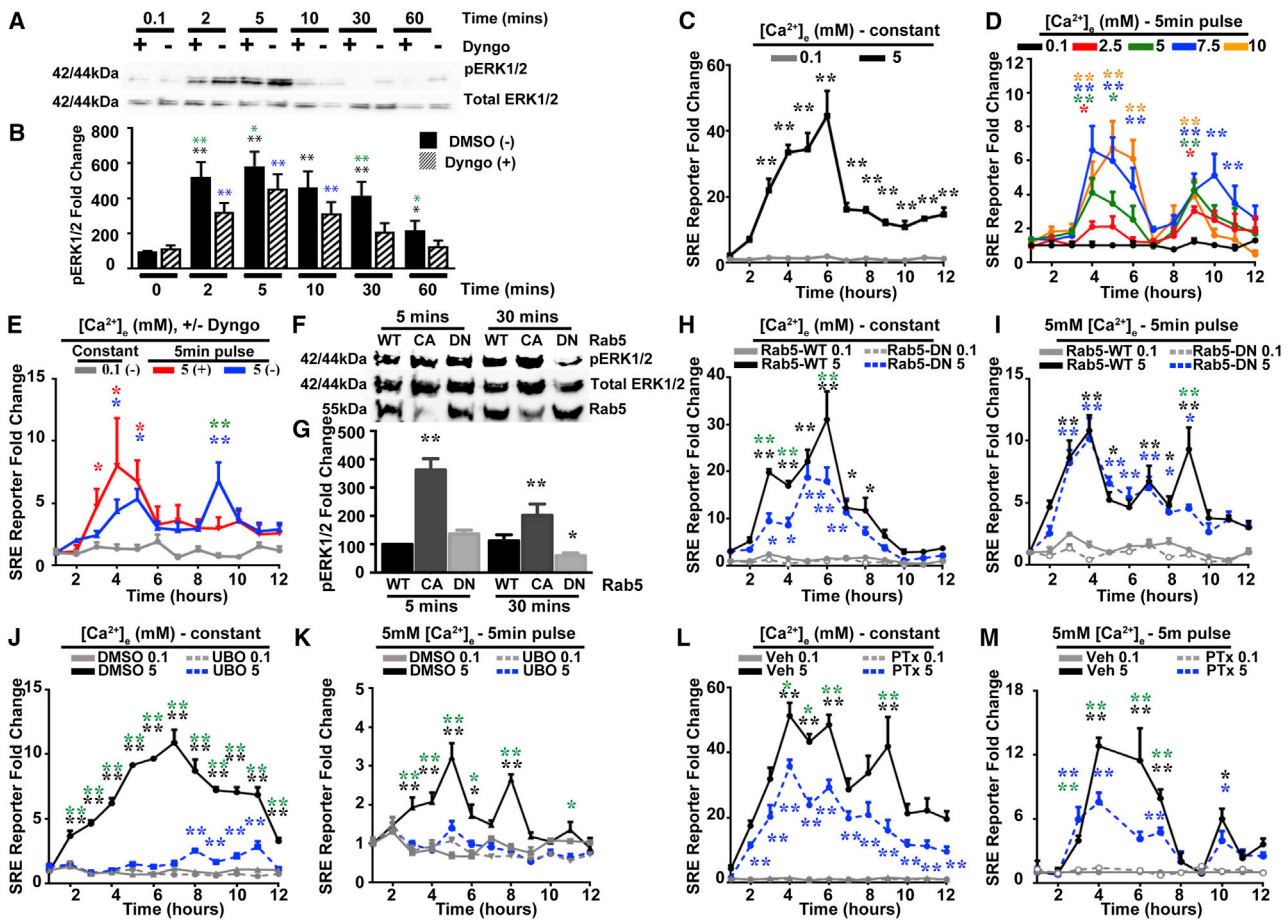 A
0.1 2 5 10 30 60 Time (mins)
+ - + - + - + - + - + - Dyngo
42/44kDa pERK1/2
42/44kDa Total ERK1/2
B
pERK1/2 Fold Change
800
600
400
200
0
** ** ** * ** ** ** ** ** ** * *
DMSO (-)
Dyngo (+)
0 2 5 10 30 60 Time (mins)
C
[Ca²⁺]e (mM) - constant
0.1 5
SRE Reporter Fold Change
60
40
20
0
** ** ** ** ** ** ** ** ** ** **
2 4 6 8 10 12
Time (hours)
D
[Ca²⁺]e (mM) - 5min pulse
0.1 2.5 5 7.5 10
SRE Reporter Fold Change
12
10
8
6
4
2
0
** ** ** ** ** **
** ** ** ** ** **
** * **
* *
2 4 6 8 10 12
Time (hours)
E
[Ca²⁺]e (mM), +/- Dyngo
Constant 5min pulse
0.1 (-) 5 (+) 5 (-)
SRE Reporter Fold Change
15
10
5
0
* * * * * ** **
2 4 6 8 10 12
Time (hours)
F
5 mins 30 mins Rab5
WT CA DN WT CA DN
42/44kDa pERK1/2
42/44kDa Total ERK1/2
55kDa Rab5
G
pERK1/2 Fold Change
500
400
300
200
100
0
** ** *
WT CA DN WT CA DN Rab5
5 mins 30 mins
H
[Ca²⁺]e (mM) - constant
Rab5-WT 0.1 Rab5-DN 0.1
Rab5-WT 5 Rab5-DN 5
SRE Reporter Fold Change
60
40
20
0
** ** ** ** ** ** ** * *
* * ** ** **
2 4 6 8 10 12
Time (hours)
I
5mM [Ca²⁺]e - 5min pulse
Rab5-WT 0.1 Rab5-DN 0.1
Rab5-WT 5 Rab5-DN 5
SRE Reporter Fold Change
20
15
10
5
0
** ** ** ** * ** ** ** ** ** * * ** ** *
2 4 6 8 10 12
Time (hours)
J
[Ca²⁺]e (mM) - constant
DMSO 0.1 UBO 0.1
DMSO 5 UBO 5
SRE Reporter Fold Change
15
10
5
0
** ** ** ** ** ** ** ** ** ** **
** ** ** ** ** ** ** ** ** ** **
** ** ** **
2 4 6 8 10 12
Time (hours)
K
5mM [Ca²⁺]e - 5min pulse
DMSO 0.1 UBO 0.1
DMSO 5 UBO 5
SRE Reporter Fold Change
5
4
3
2
1
0
** ** ** * ** *
** ** ** * **
2 4 6 8 10 12
Time (hours)
L
[Ca²⁺]e (mM) - constant
Veh 0.1 PTx 0.1
Veh 5 PTx 5
SRE Reporter Fold Change
60
40
20
0
* * ** **
** ** ** **
** ** ** ** ** ** ** ** ** ** **
2 4 6 8 10 12
Time (hours)
M
5mM [Ca²⁺]e - 5m pulse
Veh 0.1 PTx 0.1
Veh 5 PTx 5
SRE Reporter Fold Change
18
12
6
0
** ** ** ** ** ** ** ** ** ** * *
2 4 6 8 10 12
Time (hours)